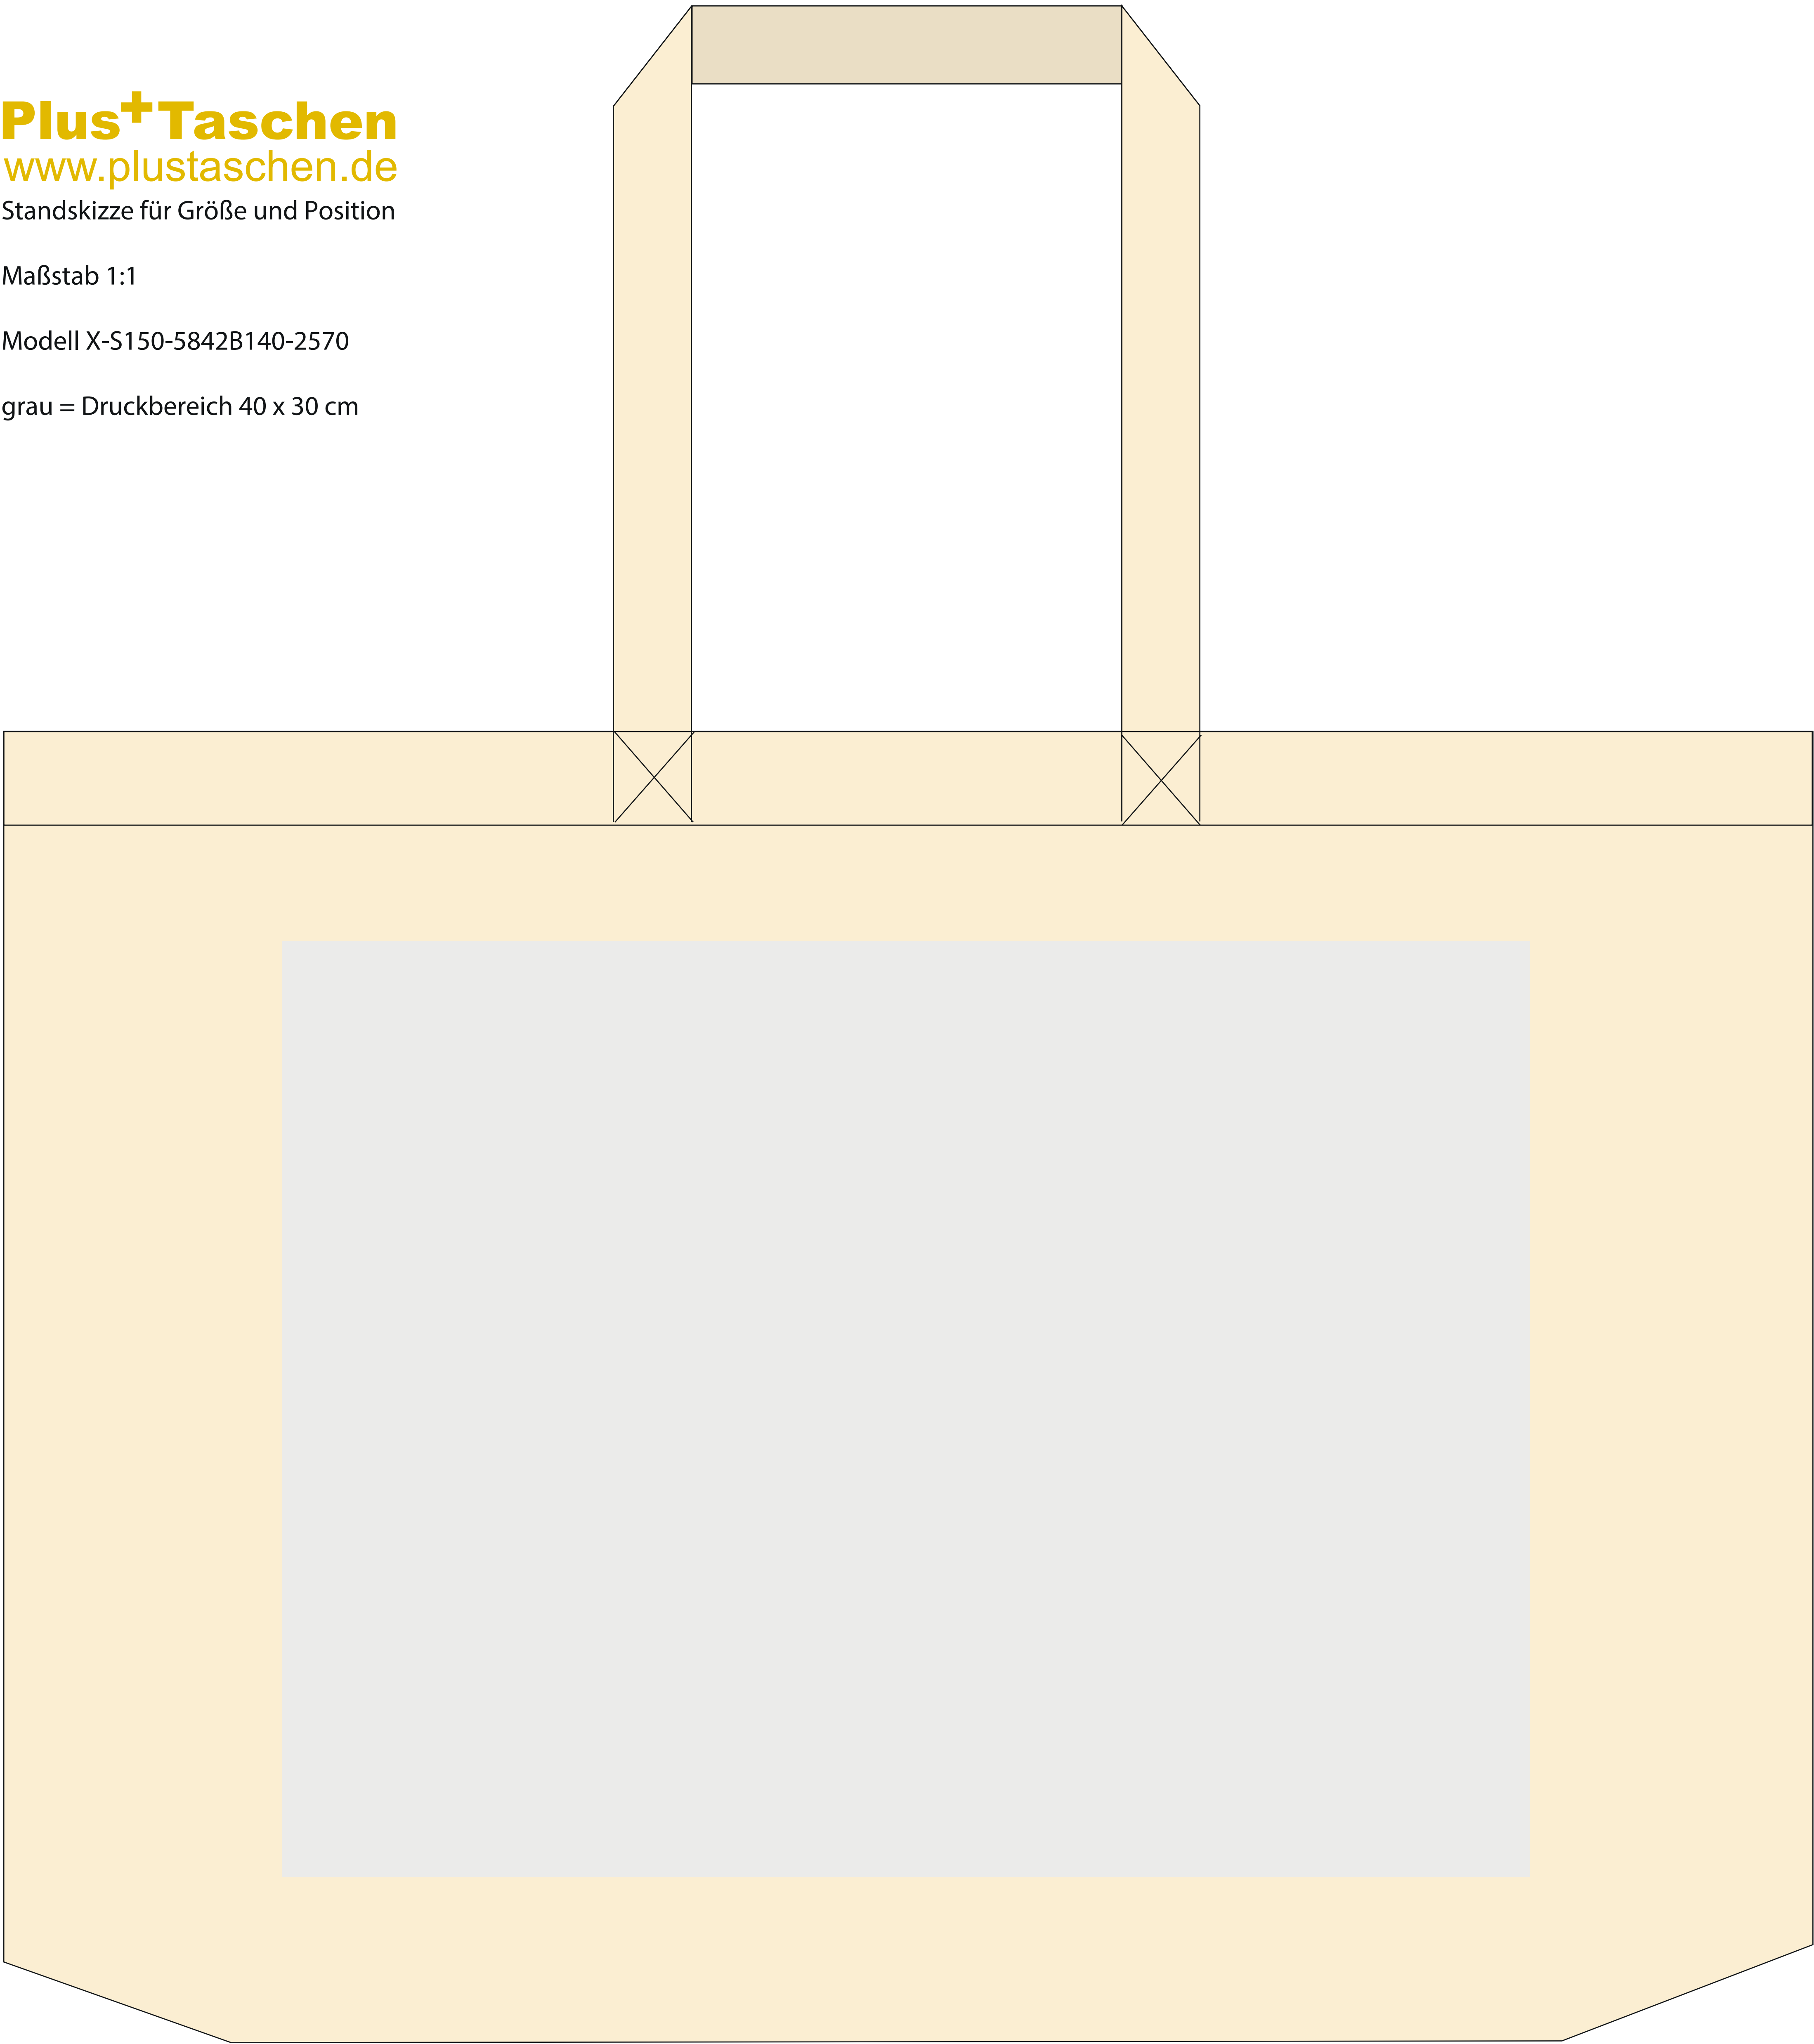 Plus+Taschen
www.plustaschen.de
Standskizze für Größe und Position
Maßstab 1:1
Modell X-S150-5842B140-2570
grau = Druckbereich 40 x 30 cm